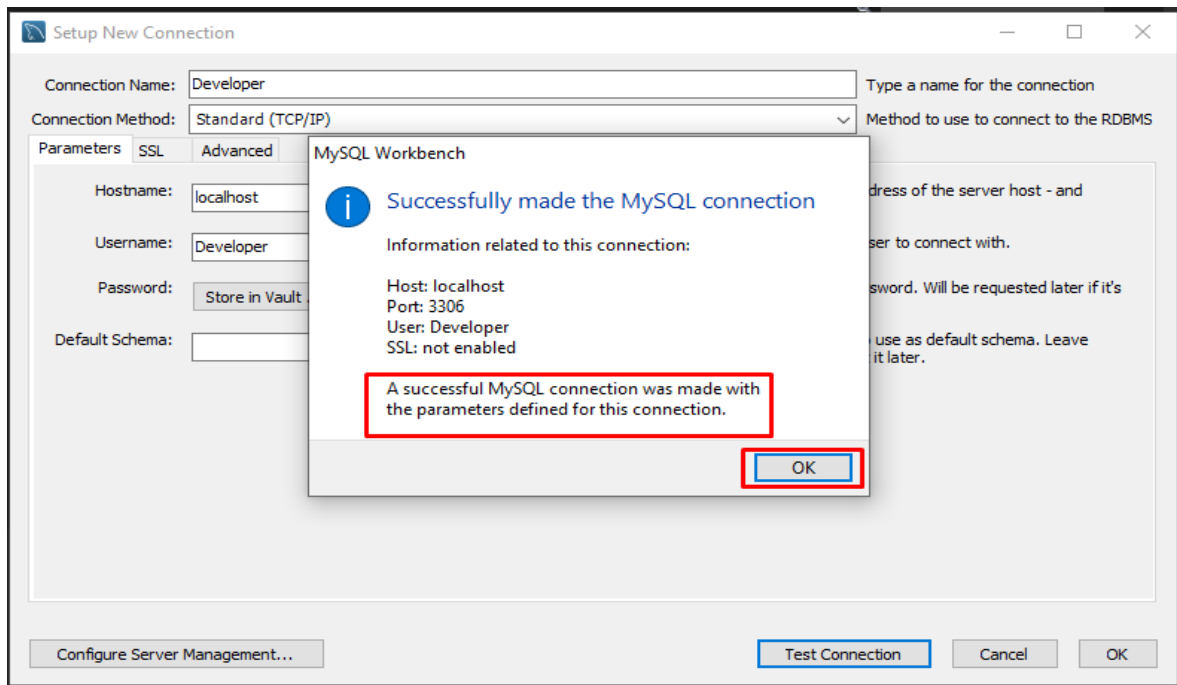 Setup New Connection
Connection Name: Developer Type a name for the connection
Connection Method: Standard (TCP/IP) Method to use to connect to the RDBMS
Parameters SSL Advanced
MySQL Workbench
Successfully made the MySQL connection
Information related to this connection:
Host: localhost
Port: 3306
User: Developer
SSL: not enabled
A successful MySQL connection was made with
the parameters defined for this connection.
OK
Hostname: localhost of the server host - and
Username: Developer to connect with.
Password: Store in Vault Will be requested later if it's
Default Schema: use as default schema. Leave
it later.
Configure Server Management... Test Connection Cancel OK